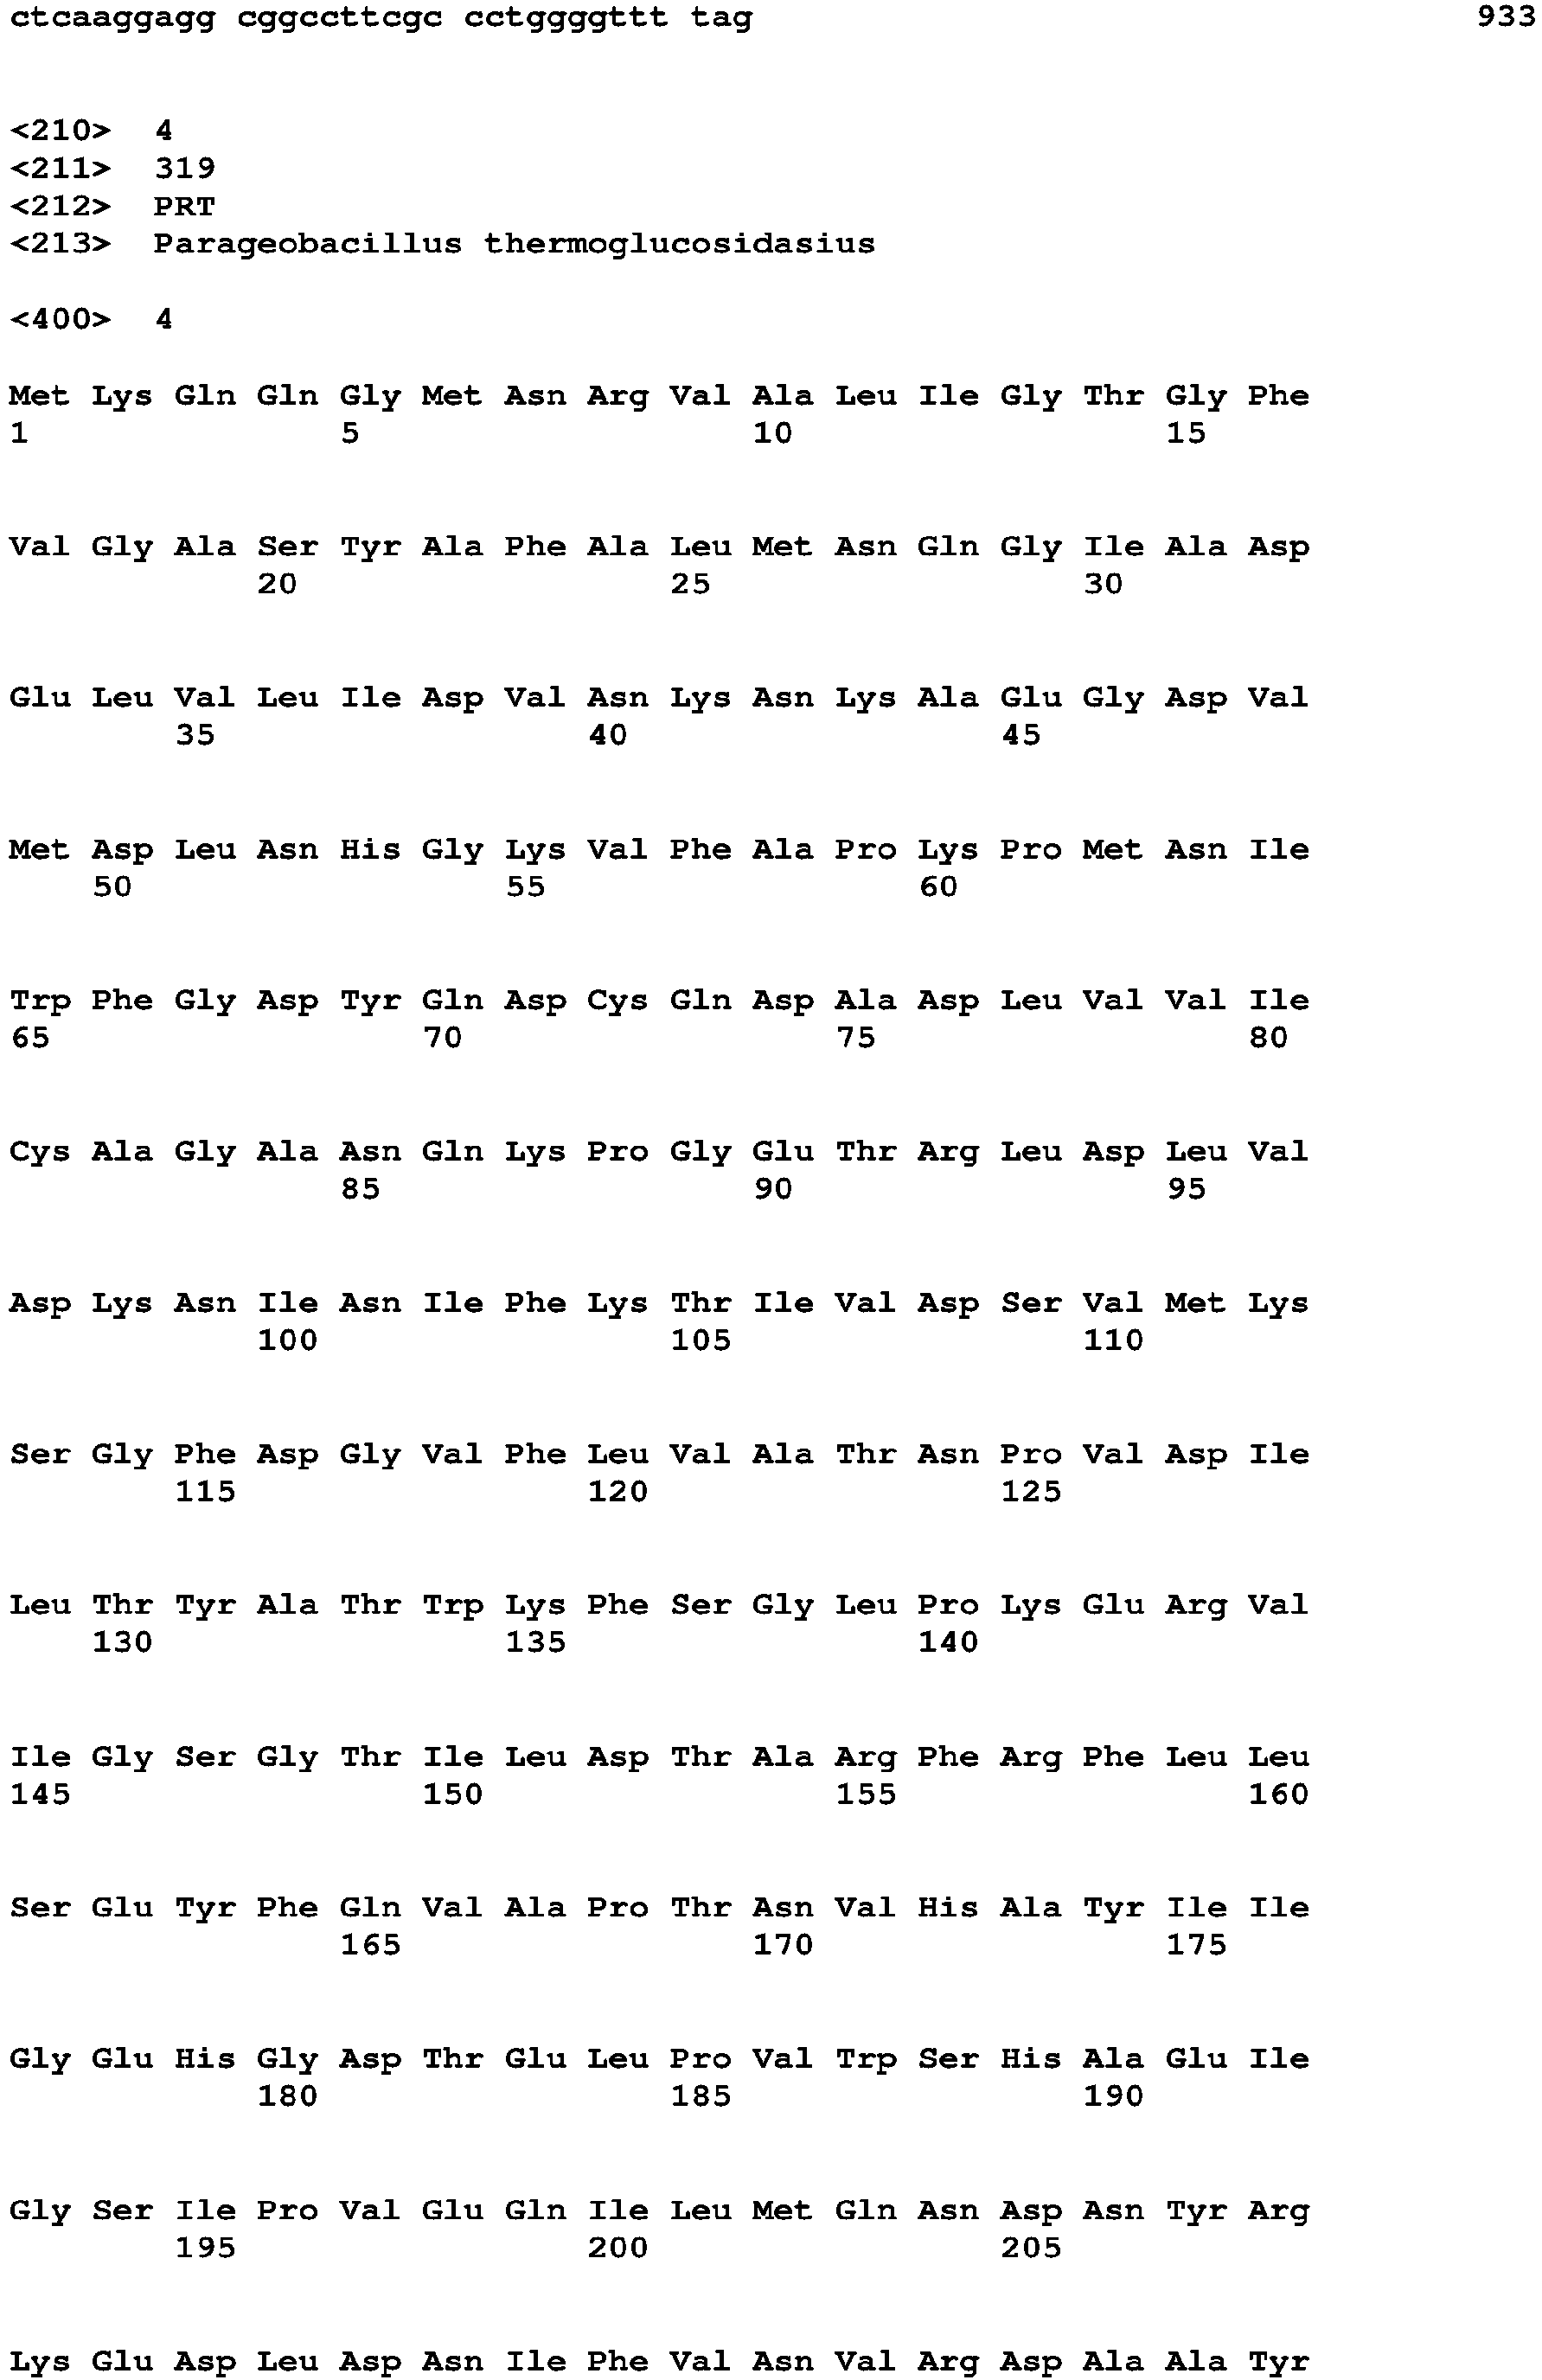 ctcaaggagg cggccttcgc cctggggttt tag 933
<210> 4
<211> 319
<212> PRT
<213> Parageobacillus thermoglucosidasius
<400> 4
Met Lys Gln Gln Gly Met Asn Arg Val Ala Leu Ile Gly Thr Gly Phe
1 5 10 15
Val Gly Ala Ser Tyr Ala Phe Ala Leu Met Asn Gln Gly Ile Ala Asp
20 25 30
Glu Leu Val Leu Ile Asp Val Asn Lys Asn Lys Ala Glu Gly Asp Val
35 40 45
Met Asp Leu Asn His Gly Lys Val Phe Ala Pro Lys Pro Met Asn Ile
50 55 60
Trp Phe Gly Asp Tyr Gln Asp Cys Gln Asp Ala Asp Leu Val Val Ile
65 70 75 80
Cys Ala Gly Ala Asn Gln Lys Pro Gly Glu Thr Arg Leu Asp Leu Val
85 90 95
Asp Lys Asn Ile Asn Ile Phe Lys Thr Ile Val Asp Ser Val Met Lys
100 105 110
Ser Gly Phe Asp Gly Val Phe Leu Val Ala Thr Asn Pro Val Asp Ile
115 120 125
Leu Thr Tyr Ala Thr Trp Lys Phe Ser Gly Leu Pro Lys Glu Arg Val
130 135 140
Ile Gly Ser Gly Thr Ile Leu Asp Thr Ala Arg Phe Arg Phe Leu Leu
145 150 155 160
Ser Glu Tyr Phe Gln Val Ala Pro Thr Asn Val His Ala Tyr Ile Ile
165 170 175
Gly Glu His Gly Asp Thr Glu Leu Pro Val Trp Ser His Ala Glu Ile
180 185 190
Gly Ser Ile Pro Val Glu Gln Ile Leu Met Gln Asn Asp Asn Tyr Arg
195 200 205
Lys Glu Asp Leu Asp Asn Ile Phe Val Asn Val Arg Asp Ala Ala Tyr